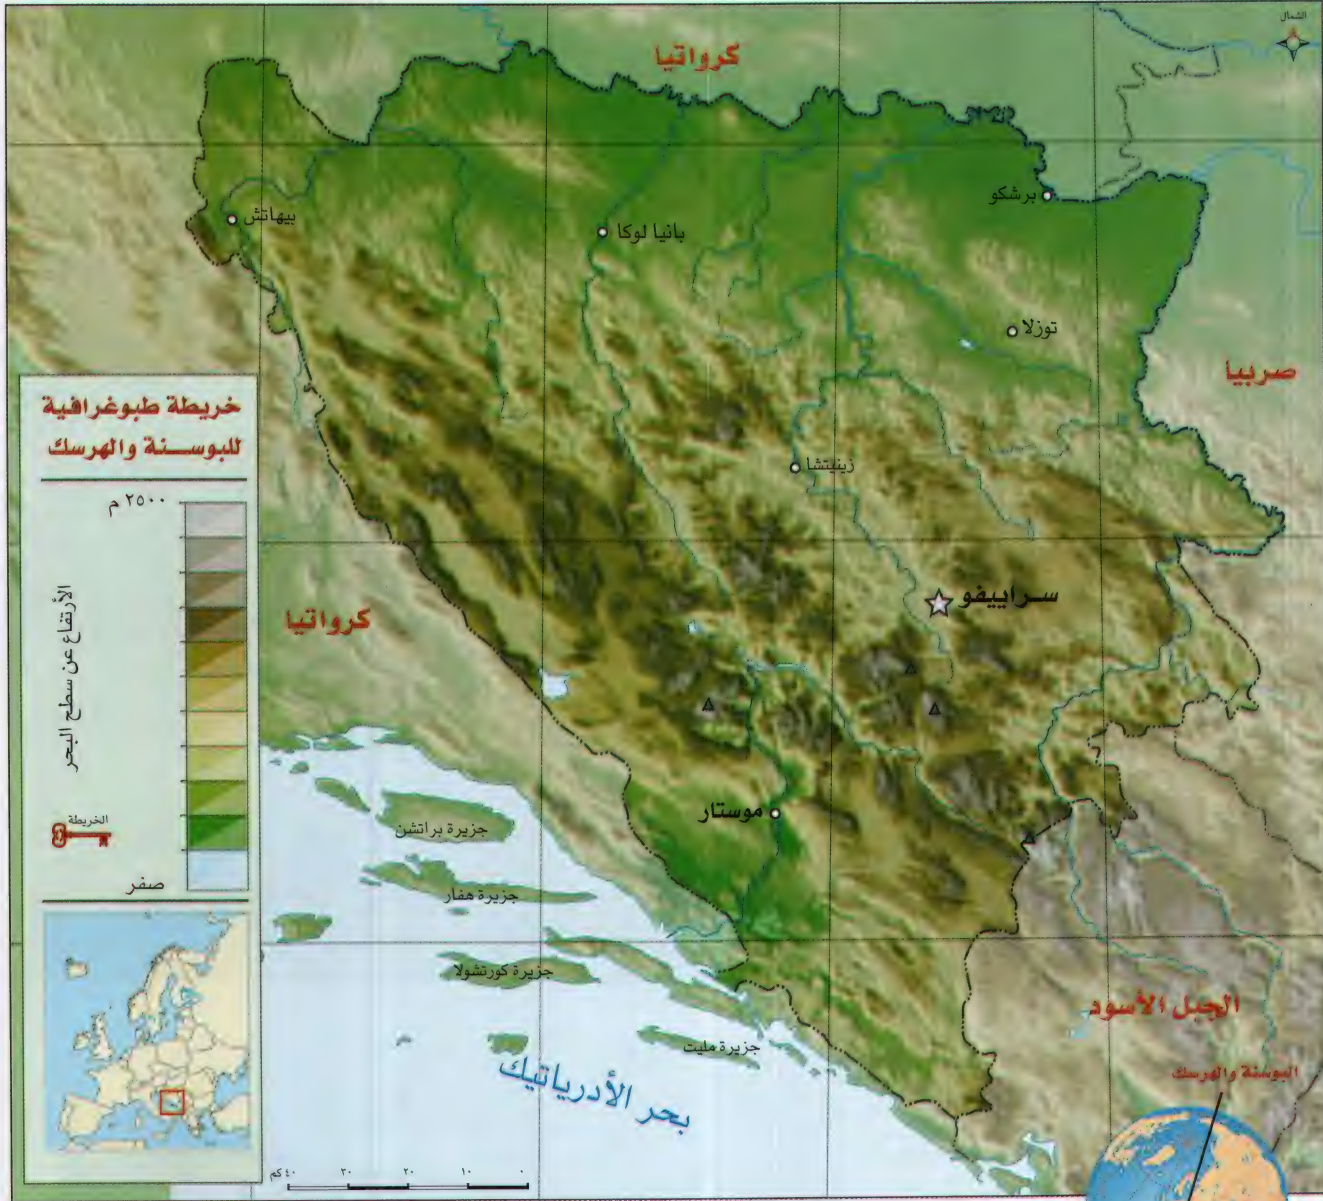 الشمال
كرواتيا
برشكو
بيهاتش
بانيا لوكا
توزلا
صربيا
خريطة طبوغرافية
للبوسنة والهرسك
٢٥٠٠ م
الأرتفاع عن سطح البحر
الخريطة
صفر
زينيتشا
سراييفو
كرواتيا
موستار
جزيرة براتشن
جزيرة هفار
جزيرة كورتشولا
جزيرة مليت
الجبل الأسود
البوسنة والهرسك
بحر الأدرياتيك
٤٠ كم ٣٠ ٢٠ ١٠ ٠